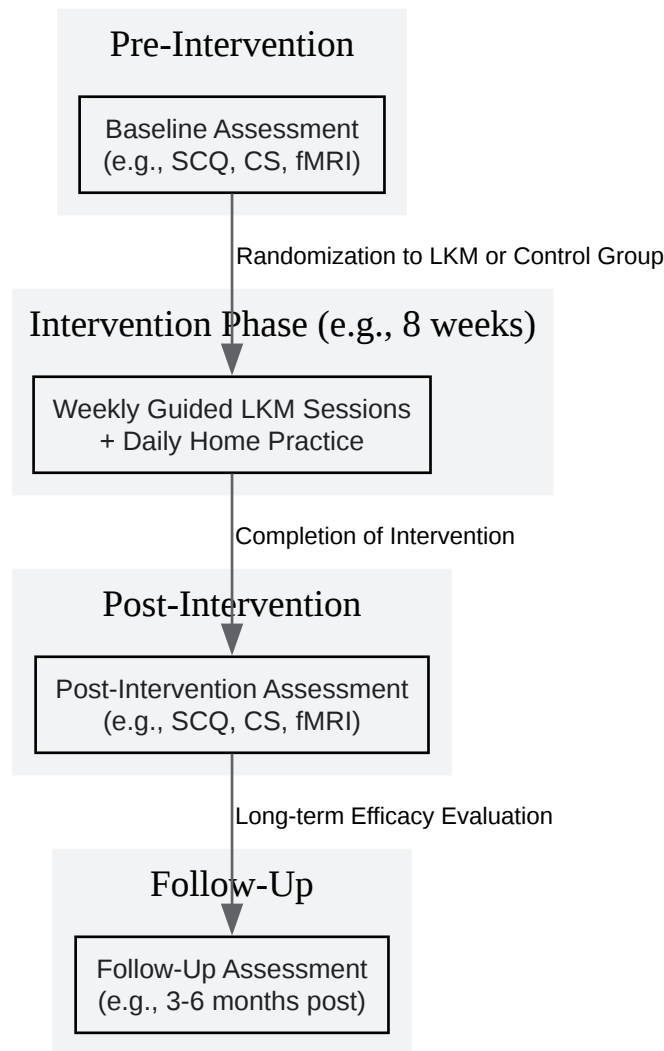 Pre-Intervention
Baseline Assessment
(e.g., SCQ, CS, fMRI)
Randomization to LKM or Control Group
Intervention Phase (e.g., 8 weeks)
Weekly Guided LKM Sessions
+ Daily Home Practice
Completion of Intervention
Post-Intervention
Post-Intervention Assessment
(e.g., SCQ, CS, fMRI)
Long-term Efficacy Evaluation
Follow-Up
Follow-Up Assessment
(e.g., 3-6 months post)